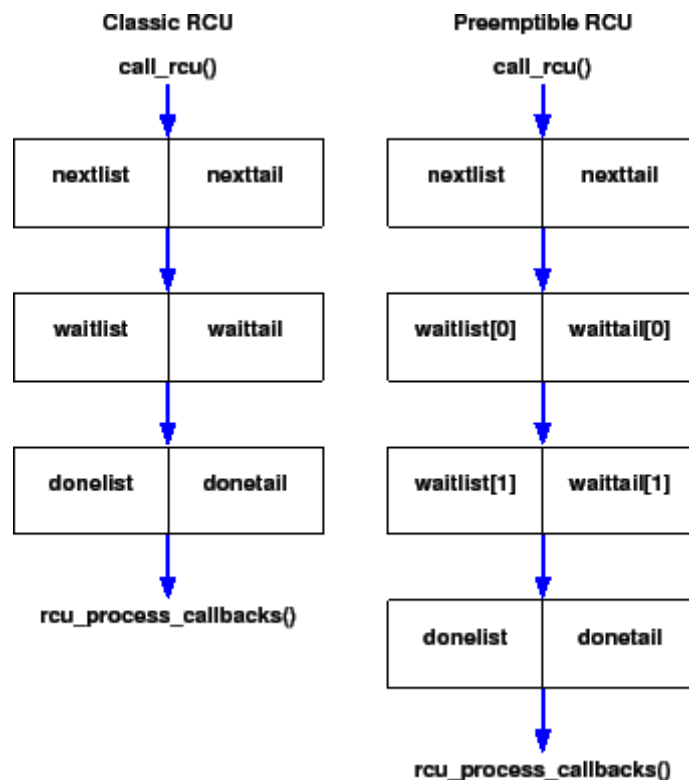 Classic RCU
call_rcu()
nextlist nexttail
waitlist waittail
donelist donetail
rcu_process_callbacks()
Preemptible RCU
call_rcu()
nextlist nexttail
waitlist[0] waittail[0]
waitlist[1] waittail[1]
donelist donetail
rcu_process_callbacks()